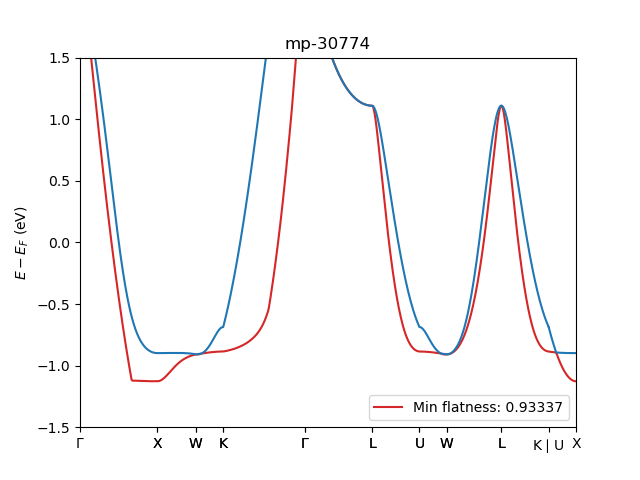 mp-30774
1.5
1.0
0.5
0.0
−0.5
−1.0
−1.5
E − E_F (eV)
Min flatness: 0.93337
Γ X W K Γ L U W L K | U X